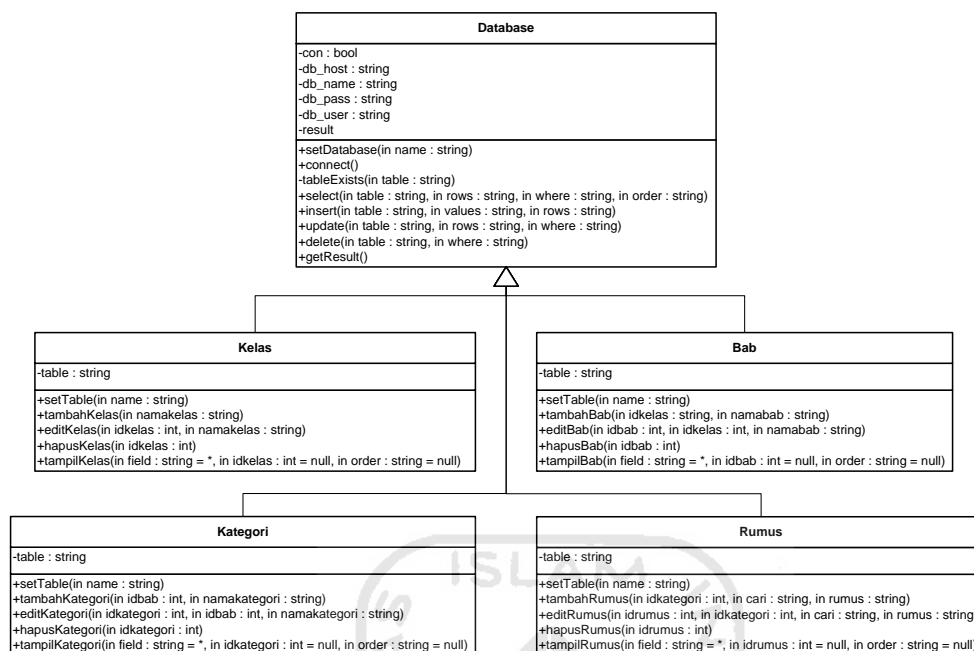 Database
-con : bool
-db_host : string
-db_name : string
-db_pass : string
-db_user : string
-result
+setDatabase(in name : string)
+connect()
-tableExists(in table : string)
+select(in table : string, in rows : string, in where : string, in order : string)
+insert(in table : string, in values : string, in rows : string)
+update(in table : string, in rows : string, in where : string)
+delete(in table : string, in where : string)
+getResult()
Kelas
-table : string
+setTable(in name : string)
+tambahKelas(in namakelas : string)
+editKelas(in idkelas : int, in namakelas : string)
+hapusKelas(in idkelas : int)
+tampilKelas(in field : string = *, in idkelas : int = null, in order : string = null)
Bab
-table : string
+setTable(in name : string)
+tambahBab(in idkelas : string, in namabab : string)
+editBab(in idbab : int, in idkelas : int, in namabab : string)
+hapusBab(in idbab : int)
+tampilBab(in field : string = *, in idbab : int = null, in order : string = null)
Kategori
-table : string
+setTable(in name : string)
+tambahKategori(in idbab : int, in namakategori : string)
+editKategori(in idkategori : int, in idbab : int, in namakategori : string)
+hapusKategori(in idkategori : int)
+tampilKategori(in field : string = *, in idkategori : int = null, in order : string = null)
Rumus
-table : string
+setTable(in name : string)
+tambahRumus(in idkategori : int, in cari : string, in rumus : string)
+editRumus(in idrumus : int, in idkategori : int, in cari : string, in rumus : string)
+hapusRumus(in idrumus : int)
+tampilRumus(in field : string = *, in idrumus : int = null, in order : string = null)
ISLAM